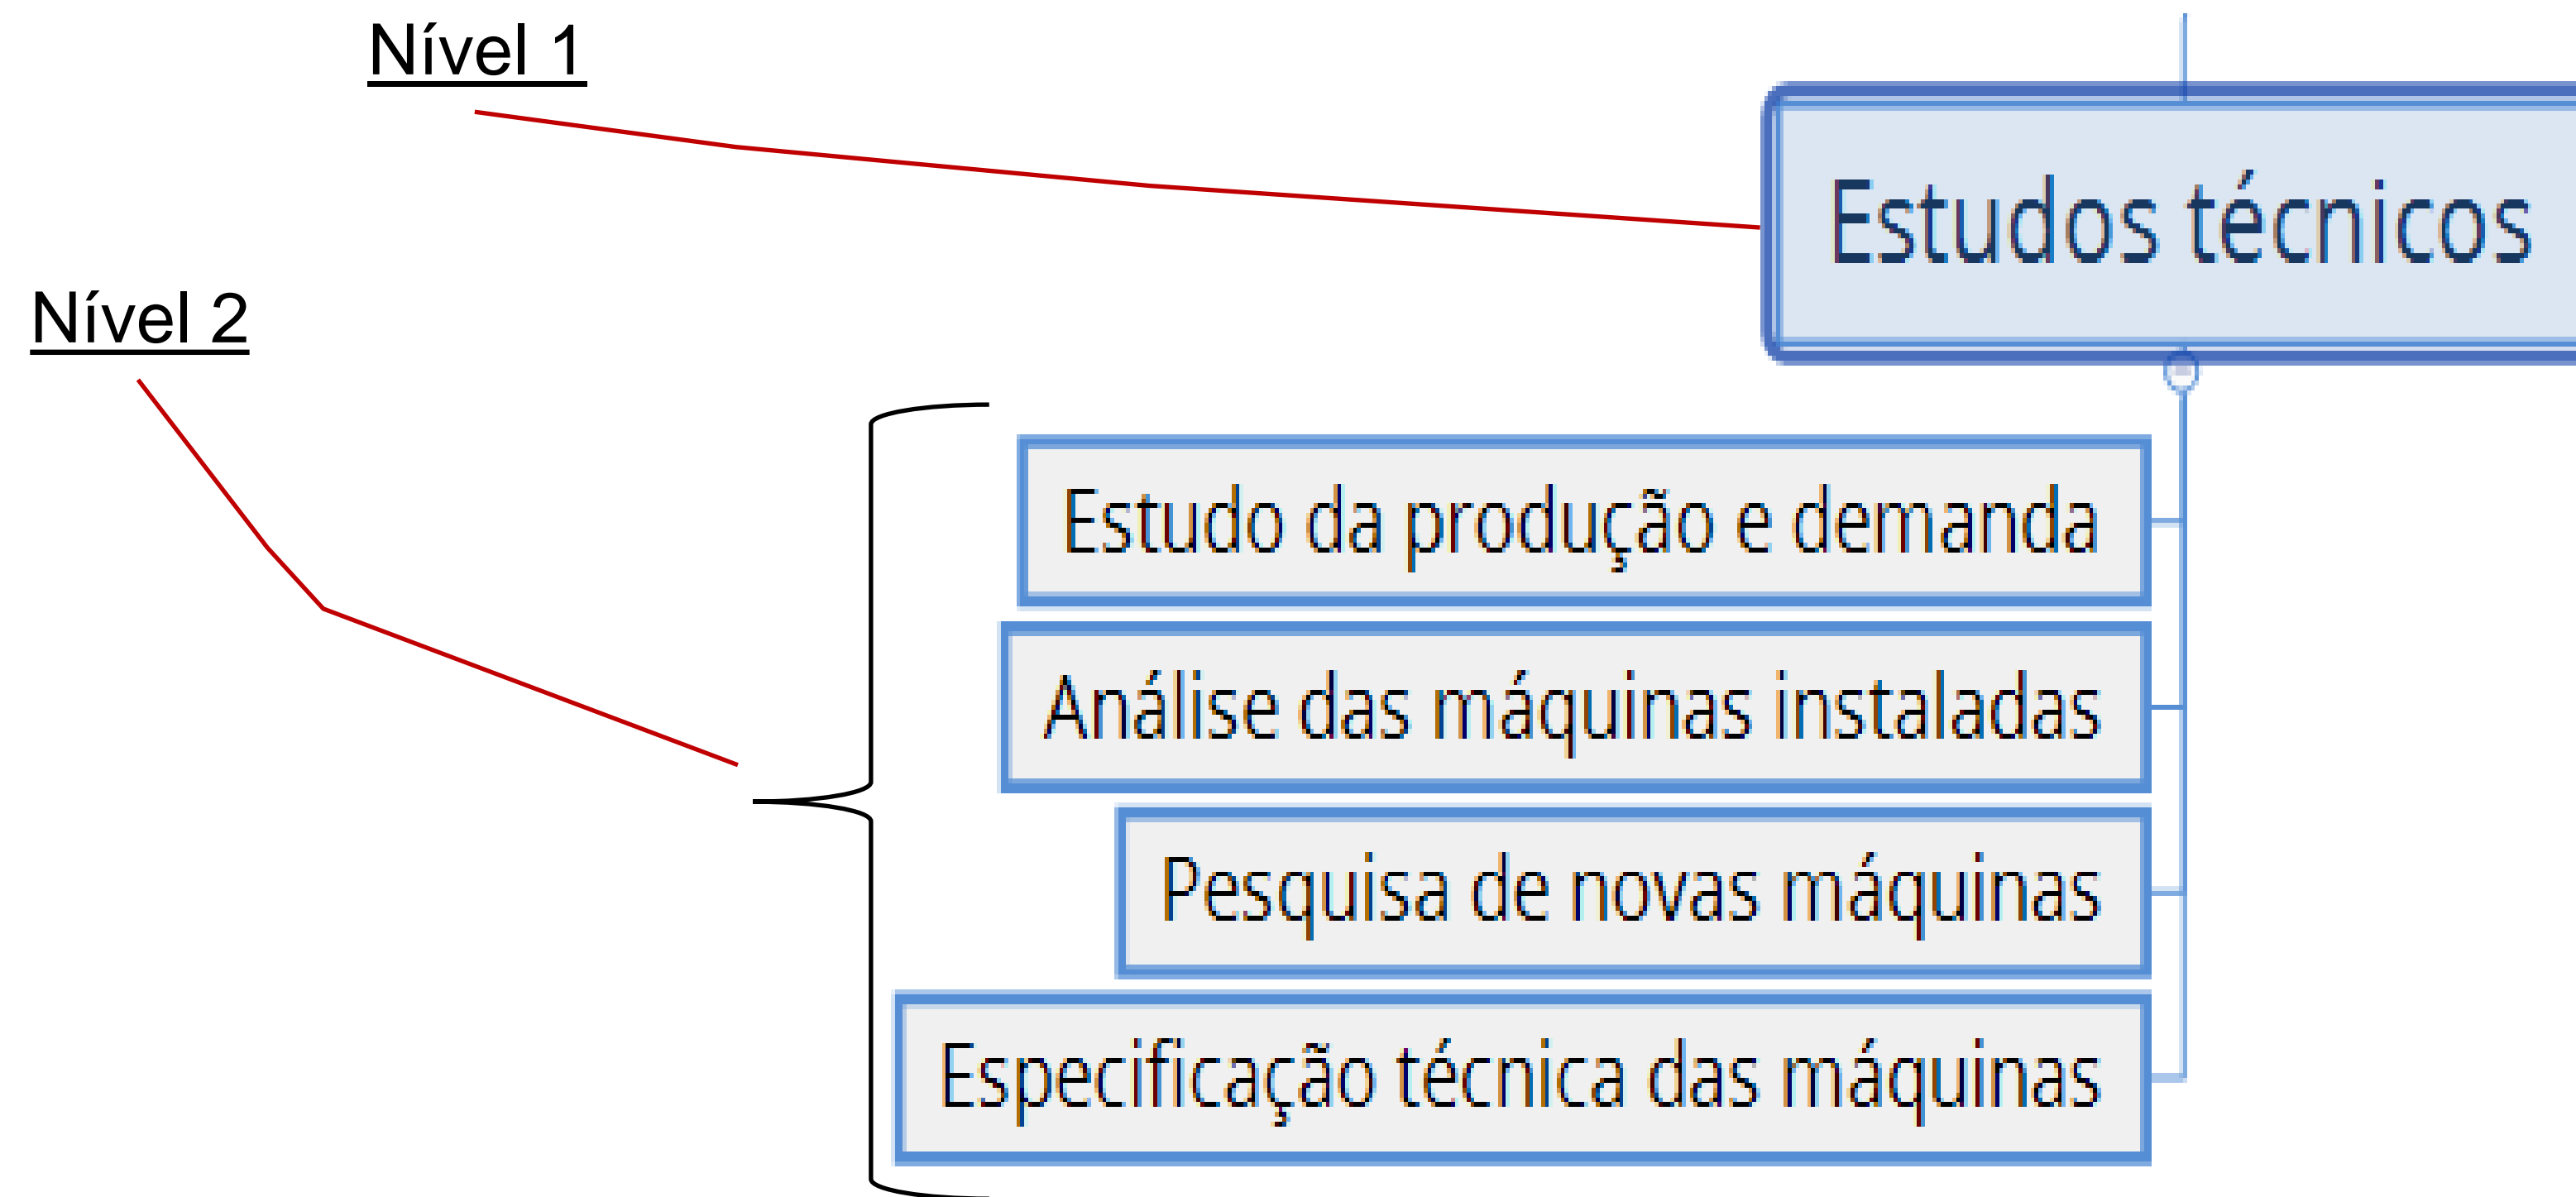 Nível 1
Estudos técnicos
Nível 2
Estudo da produção e demanda
Análise das máquinas instaladas
Pesquisa de novas máquinas
Especificação técnica das máquinas